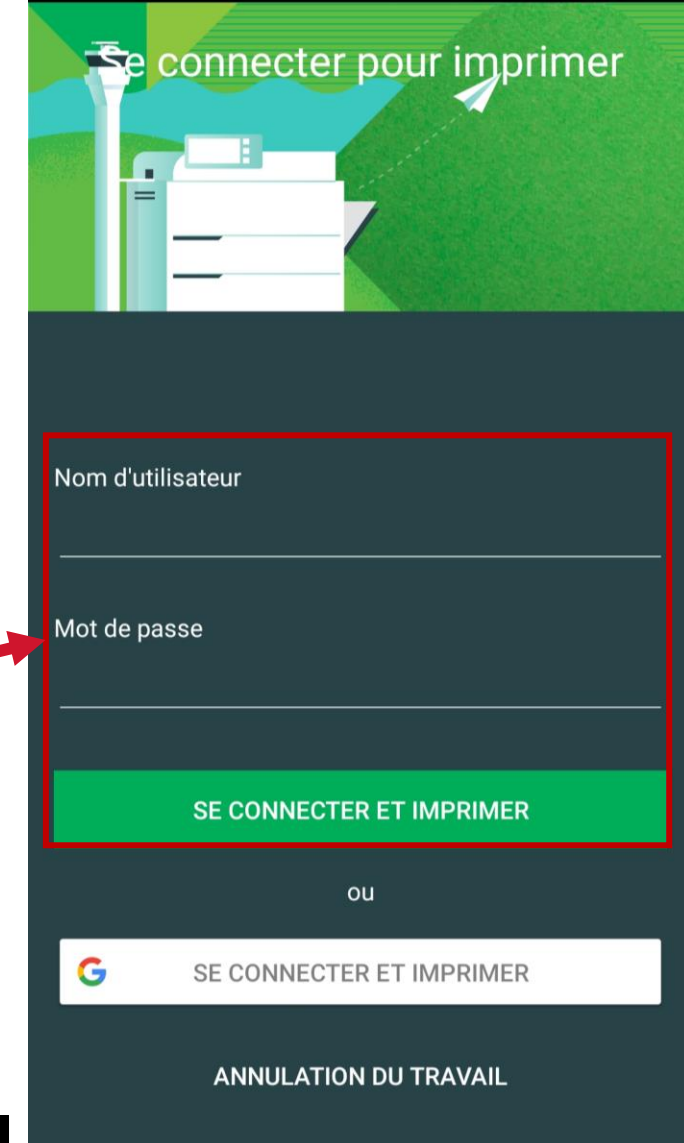 Se connecter pour imprimer
Nom d'utilisateur
Mot de passe
SE CONNECTER ET IMPRIMER
ou
SE CONNECTER ET IMPRIMER
ANNULATION DU TRAVAIL